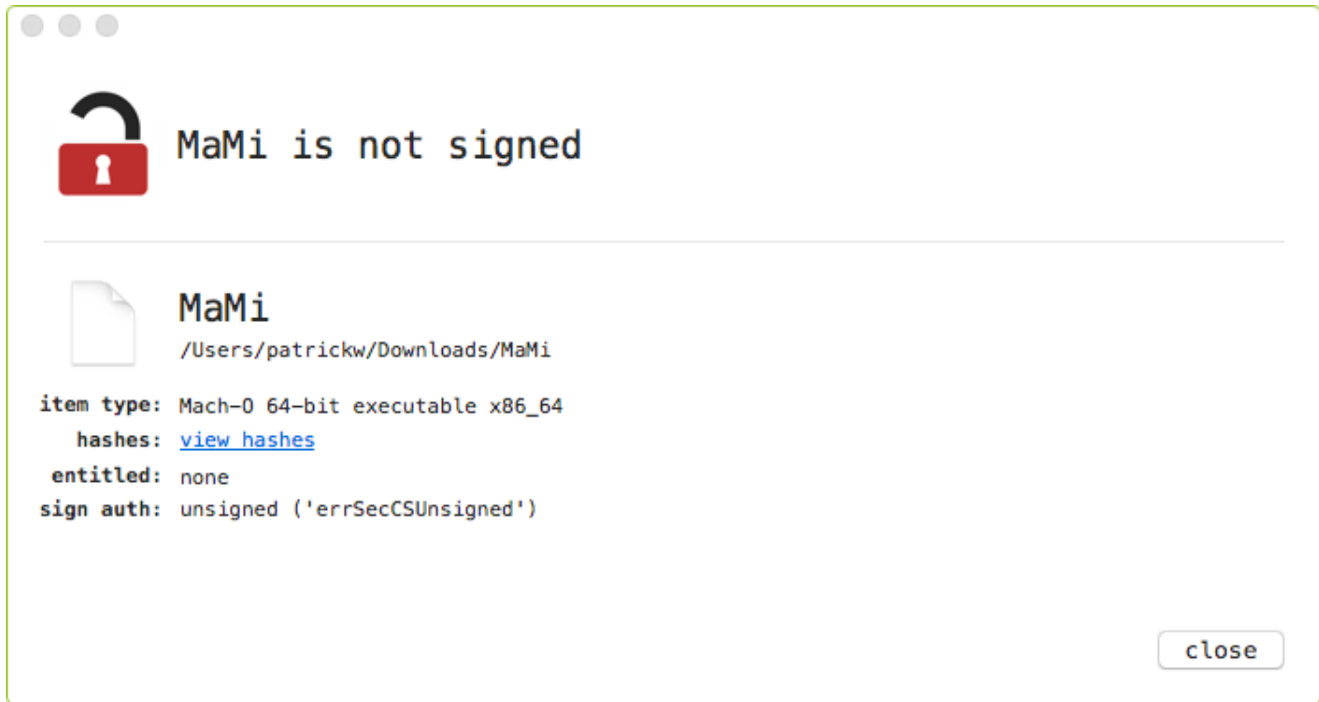 MaMi is not signed
MaMi
/Users/patrickw/Downloads/MaMi
item type: Mach-O 64-bit executable x86_64
hashes: view hashes
entitled: none
sign auth: unsigned ('errSecCSUnsigned')
close